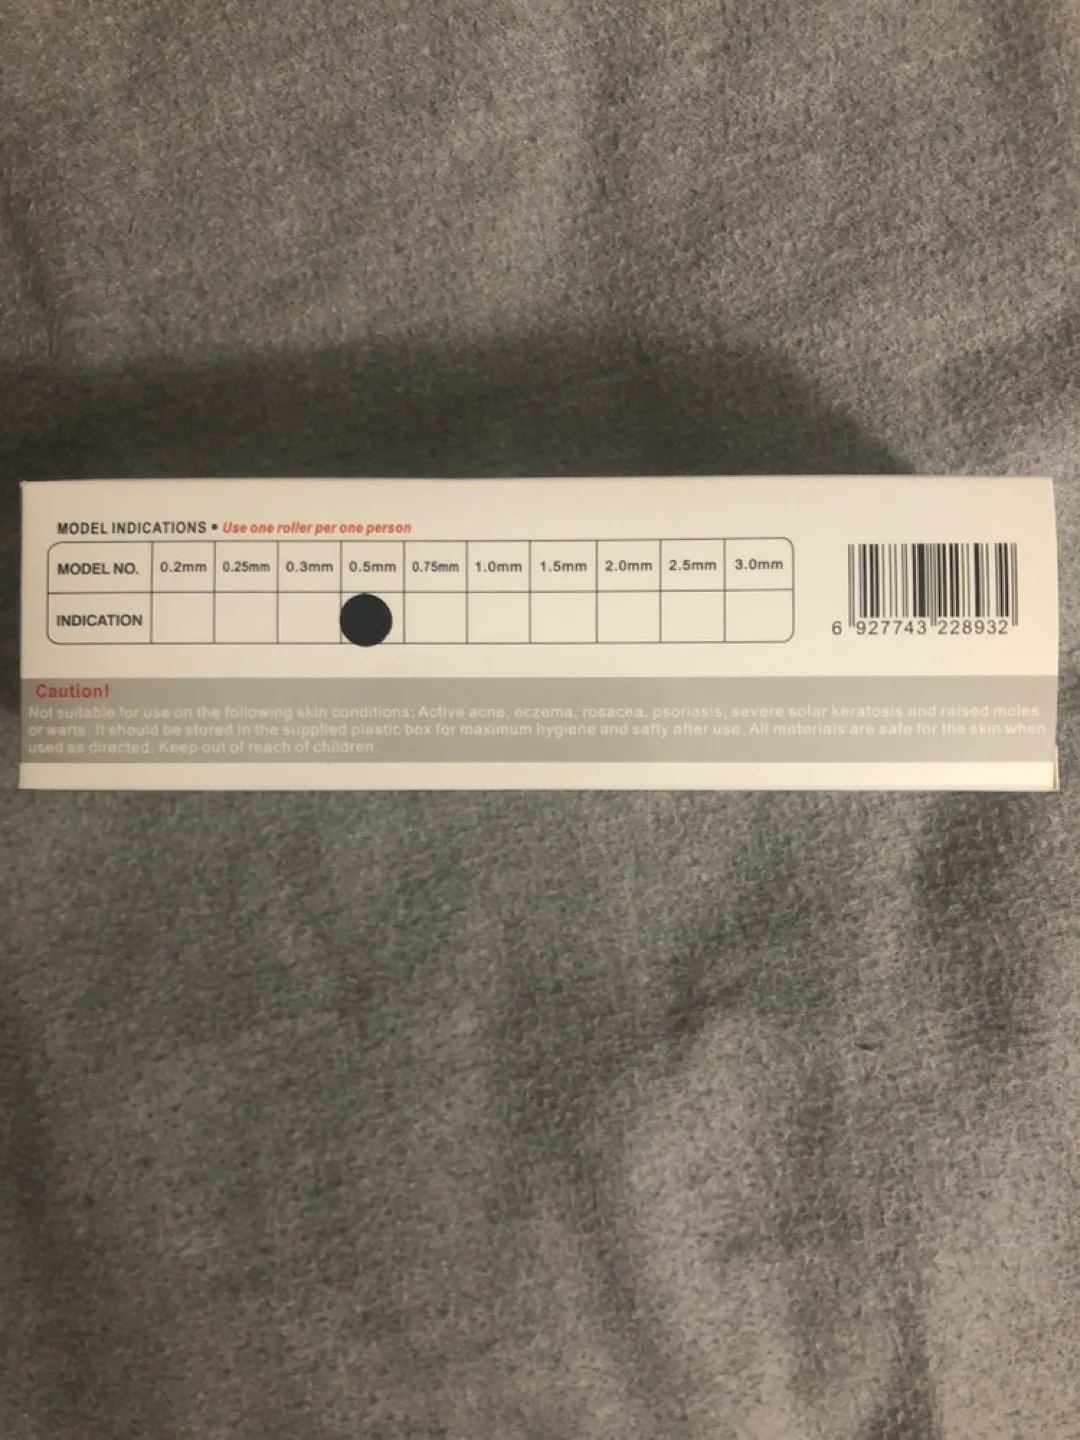 MODEL INDICATIONS • Use one roller per one person
MODEL NO. 0.2mm 0.25mm 0.3mm 0.5mm 0.75mm 1.0mm 1.5mm 2.0mm 2.5mm 3.0mm
INDICATION
6 927743 228932
Caution!
Not suitable for use on the following skin conditions: Active acne, eczema, rosacea, psoriasis, severe solar keratosis and raised moles
or warts. It should be stored in the supplied plastic box for maximum hygiene and safty after use. All materials are safe for the skin when
used as directed. Keep out of reach of children.